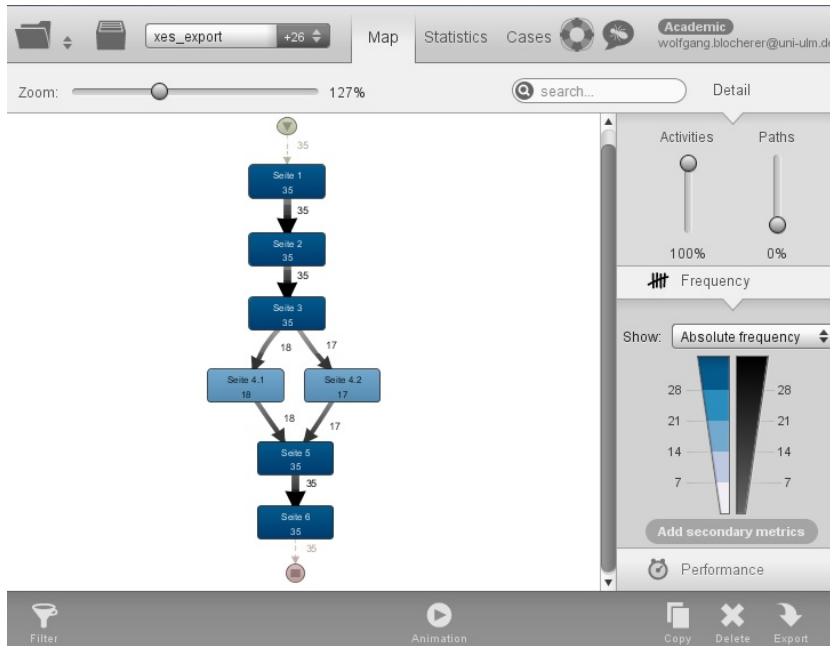 xes_export +26 Map Statistics Cases Academic
wolfgang.blocherer@uni-ulm.de
Zoom: 127% search... Detail
35
Seite 1
35
35
Seite 2
35
35
Seite 3
35
18 17
Seite 4.1 Seite 4.2
18 17
18 17
Seite 5
35
35
Seite 6
35
35
Activities Paths
100% 0%
Frequency
Show: Absolute frequency
28 28
21 21
14 14
7 7
Add secondary metrics
Performance
Filter Animation Copy Delete Export